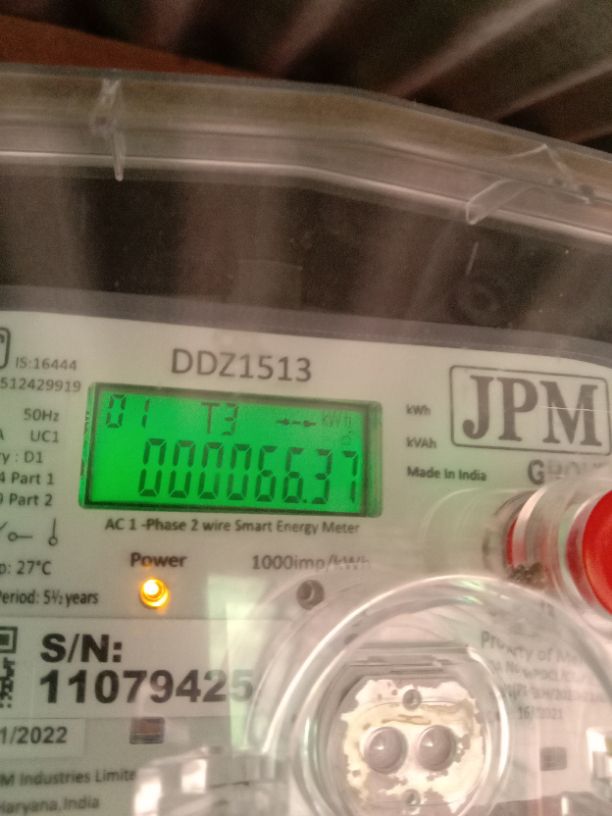 IS:16444
512429919
DDZ1513
50Hz
UC1
: D1
4 Part 1
9 Part 2
27°C
Period: 5½ years
01 T3 kWh
000066.37
AC 1 -Phase 2 wire Smart Energy Meter
Power
1000imp/kWh
kWh
kVAh
Made In India
JPM
S/N:
11079425
1/2022
M Industries Limite
Haryana, India